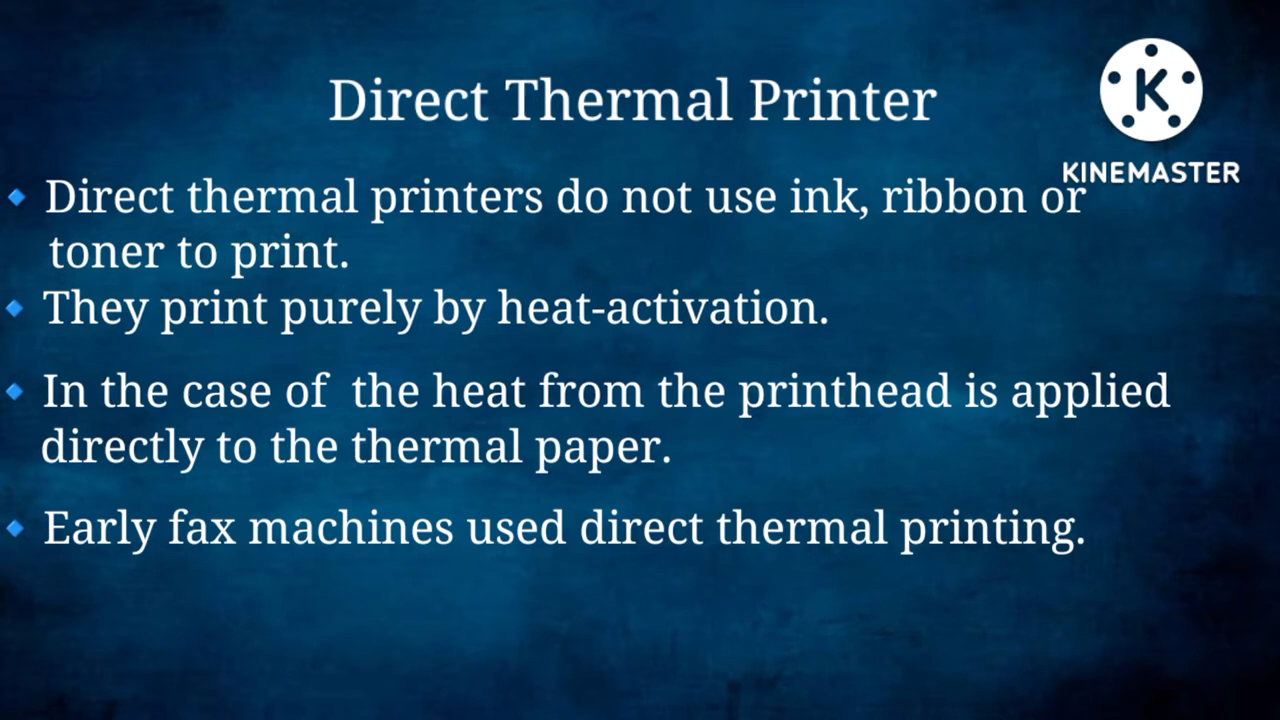 Direct Thermal Printer
KINEMASTER
🔹 Direct thermal printers do not use ink, ribbon or
toner to print.
🔹 They print purely by heat-activation.
🔹 In the case of  the heat from the printhead is applied
directly to the thermal paper.
🔹 Early fax machines used direct thermal printing.